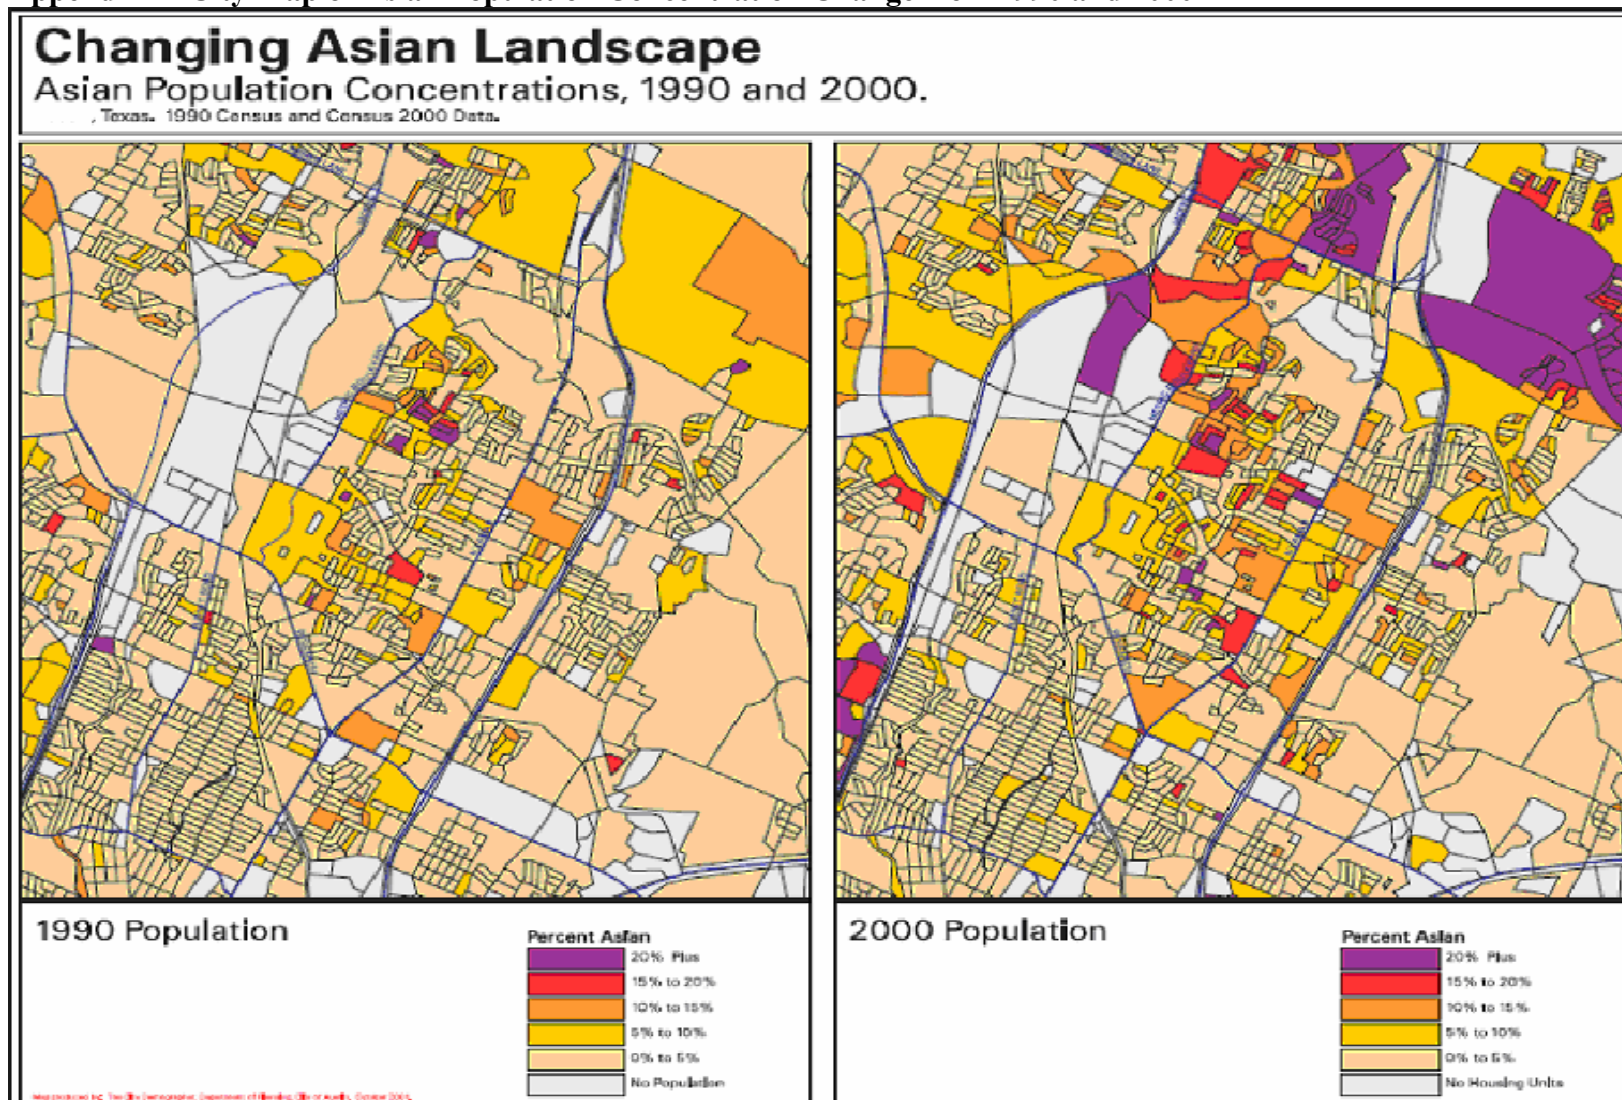 Changing Asian Landscape
Asian Population Concentrations, 1990 and 2000.
, Texas. 1990 Census and Census 2000 Data.
1990 Population
Percent Asian
20% Plus
15% to 20%
10% to 15%
5% to 10%
0% to 5%
No Population
2000 Population
Percent Asian
20% Plus
15% to 20%
10% to 15%
5% to 10%
0% to 5%
No Housing Units